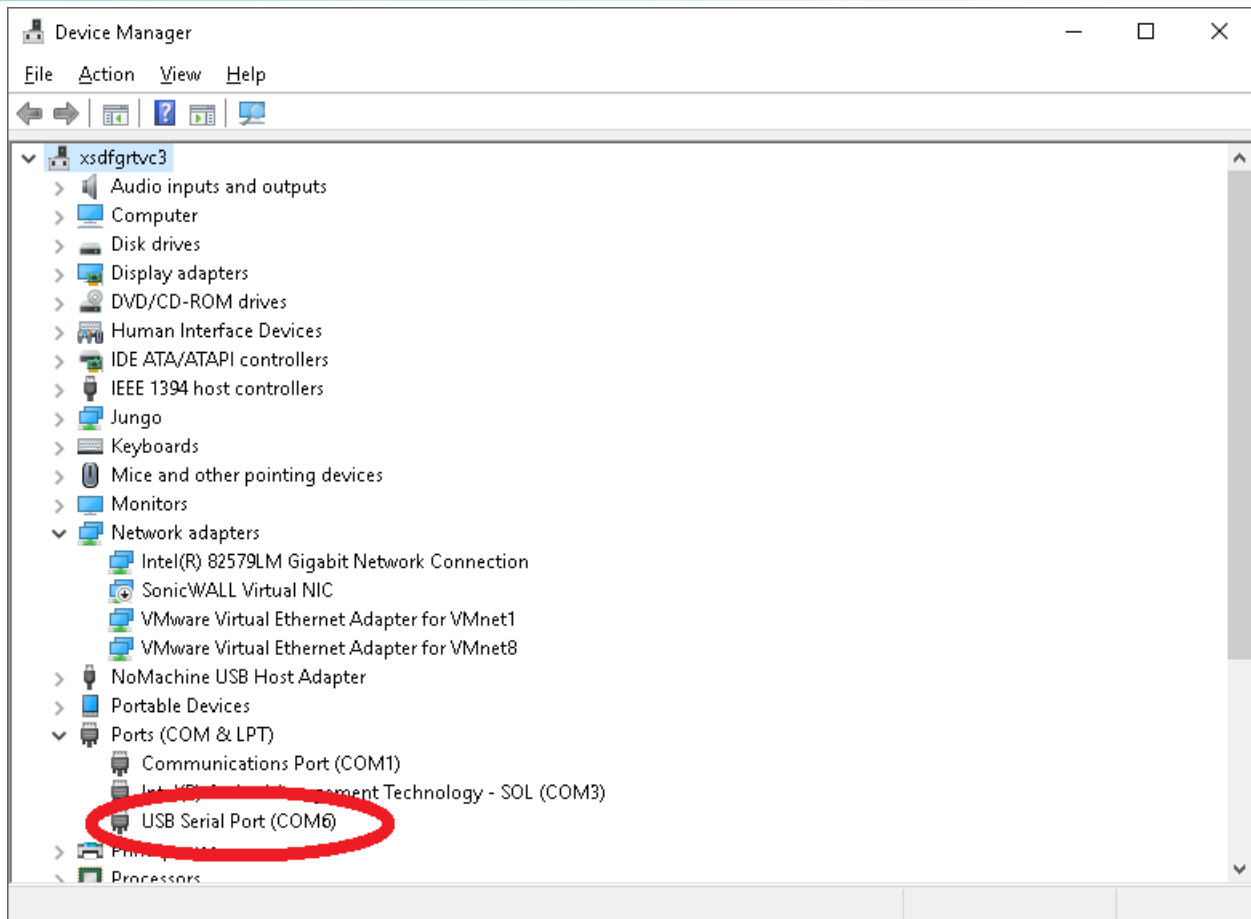 Device Manager
File Action View Help
xsdfgrtvc3
Audio inputs and outputs
Computer
Disk drives
Display adapters
DVD/CD-ROM drives
Human Interface Devices
IDE ATA/ATAPI controllers
IEEE 1394 host controllers
Jungo
Keyboards
Mice and other pointing devices
Monitors
Network adapters
Intel(R) 82579LM Gigabit Network Connection
SonicWALL Virtual NIC
VMware Virtual Ethernet Adapter for VMnet1
VMware Virtual Ethernet Adapter for VMnet8
NoMachine USB Host Adapter
Portable Devices
Ports (COM & LPT)
Communications Port (COM1)
Technology - SOL (COM3)
USB Serial Port (COM6)
Processors